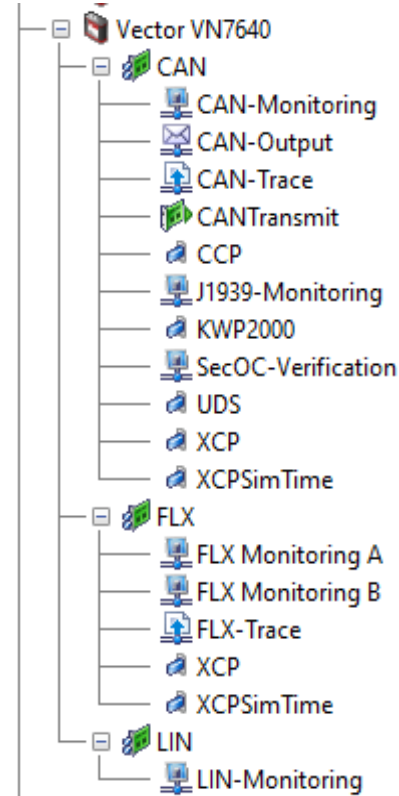 Vector VN7640
CAN
CAN-Monitoring
CAN-Output
CAN-Trace
CANTransmit
CCP
J1939-Monitoring
KWP2000
SecOC-Verification
UDS
XCP
XCPSimTime
FLX
FLX Monitoring A
FLX Monitoring B
FLX-Trace
XCP
XCPSimTime
LIN
LIN-Monitoring